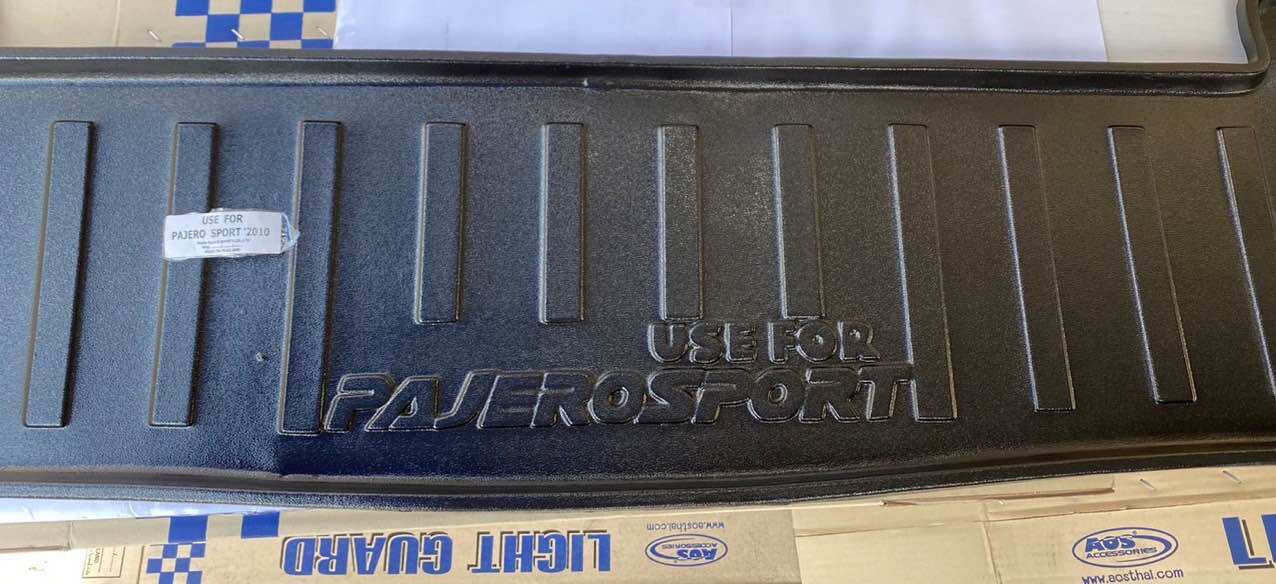 USE FOR
PAJERO SPORT '2010
USE FOR
PAJEROSPORT
LIGHT GUARD
www.aosthai.com
AOS
ACCESSORIES
AOS
ACCESSORIES
www.aosthai.com